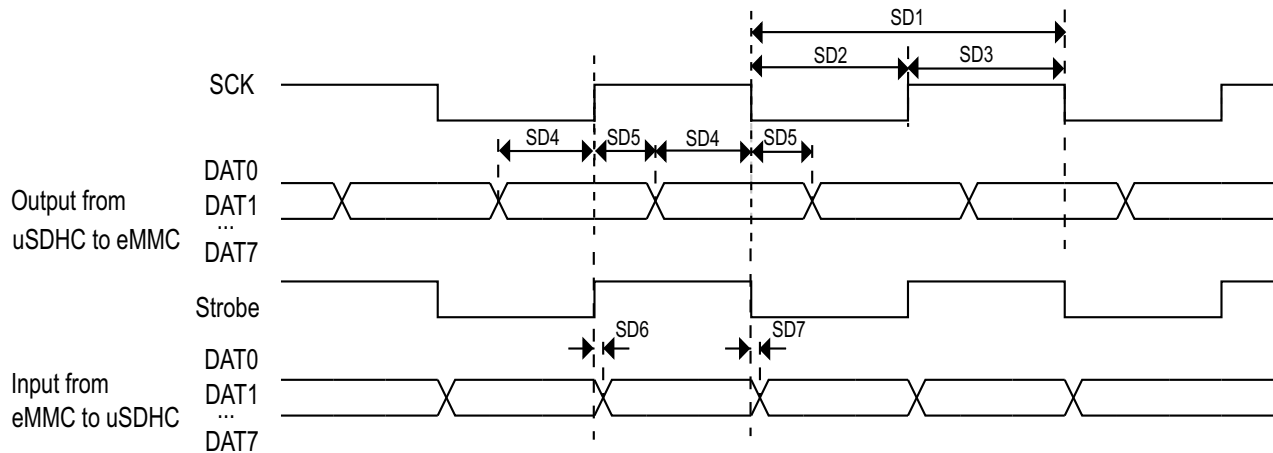 SD1
SD2 SD3
SCK
SD4 SD5 SD4 SD5
DAT0
Output from DAT1
...
uSDHC to eMMC
DAT7
Strobe
SD6 SD7
DAT0
Input from DAT1
...
eMMC to uSDHC
DAT7